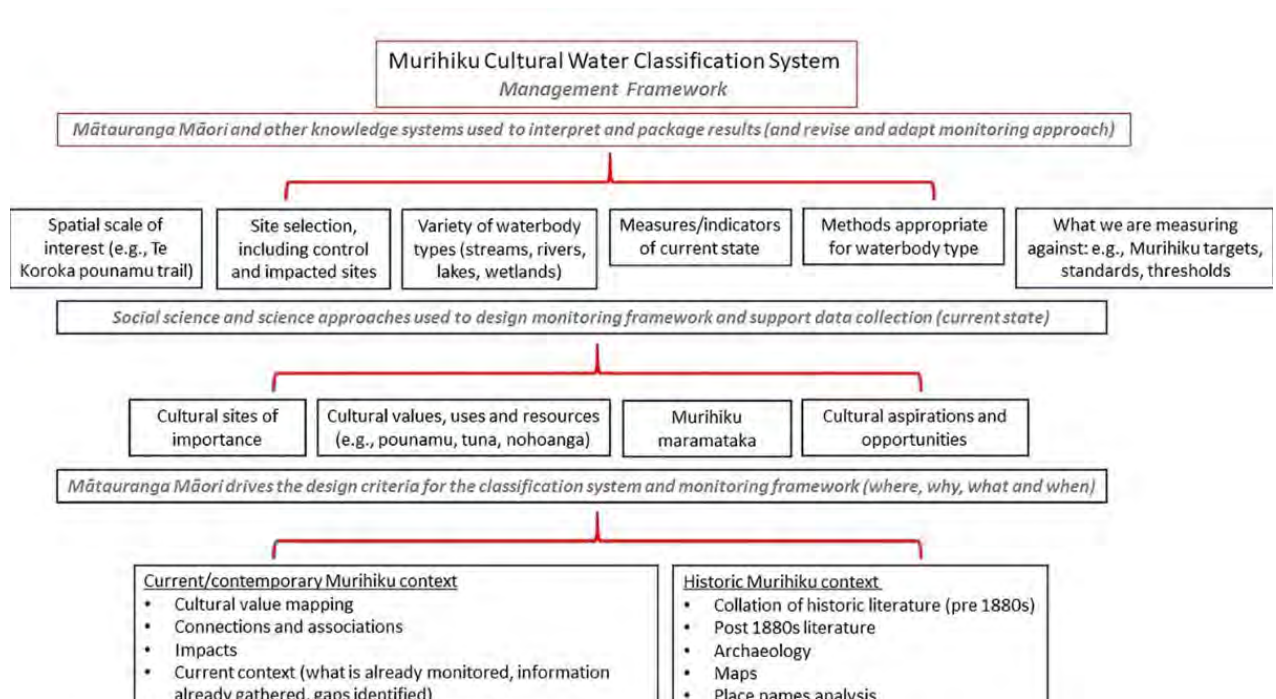 Murihiku Cultural Water Classification System
Management Framework
Mātauranga Māori and other knowledge systems used to interpret and package results (and revise and adapt monitoring approach)
Spatial scale of
interest (e.g., Te
Koroka pounamu trail)
Site selection,
including control
and impacted sites
Variety of waterbody
types (streams, rivers,
lakes, wetlands)
Measures/indicators
of current state
Methods appropriate
for waterbody type
What we are measuring
against: e.g., Murihiku targets,
standards, thresholds
Social science and science approaches used to design monitoring framework and support data collection (current state)
Cultural sites of
importance
Cultural values, uses and resources
(e.g., pounamu, tuna, nohoanga)
Murihiku
maramataka
Cultural aspirations and
opportunities
Mātauranga Māori drives the design criteria for the classification system and monitoring framework (where, why, what and when)
Current/contemporary Murihiku context
• Cultural value mapping
• Connections and associations
• Impacts
• Current context (what is already monitored, information
already gathered, gaps identified)
Historic Murihiku context
• Collation of historic literature (pre 1880s)
• Post 1880s literature
• Archaeology
• Maps
• Place names analysis